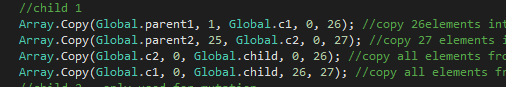 //child 1
Array.Copy(Global.parent1, 1, Global.c1, 0, 26); //copy 26elements int
Array.Copy(Global.parent2, 25, Global.c2, 0, 27); //copy 27 elements i
Array.Copy(Global.c2, 0, Global.child, 0, 26); //copy all elements fro
Array.Copy(Global.c1, 0, Global.child, 26, 27); //copy all elements fr
//child 2 only used for mutation